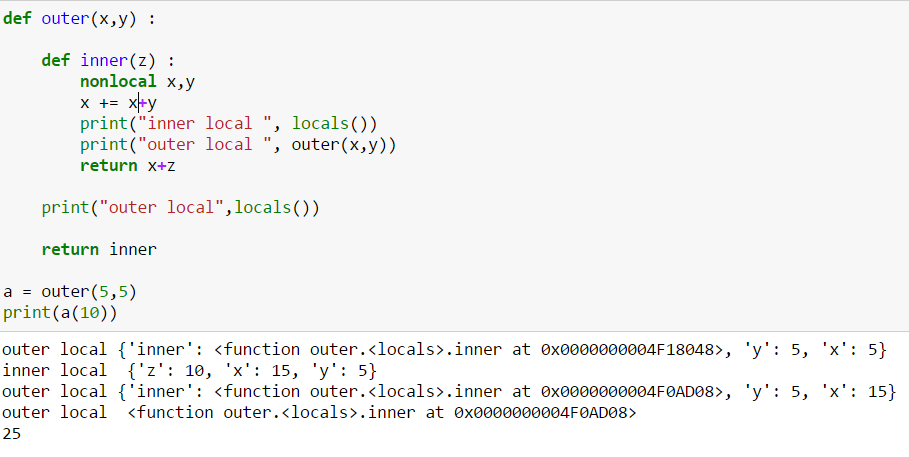 def outer(x,y) :
def inner(z) :
nonlocal x,y
x += x+y
print("inner local ", locals())
print("outer local ", outer(x,y))
return x+z
print("outer local",locals())
return inner
a = outer(5,5)
print(a(10))
outer local {'inner': <function outer.<locals>.inner at 0x0000000004F18048>, 'y': 5, 'x': 5}
inner local  {'z': 10, 'x': 15, 'y': 5}
outer local {'inner': <function outer.<locals>.inner at 0x0000000004F0AD08>, 'y': 5, 'x': 15}
outer local  <function outer.<locals>.inner at 0x0000000004F0AD08>
25